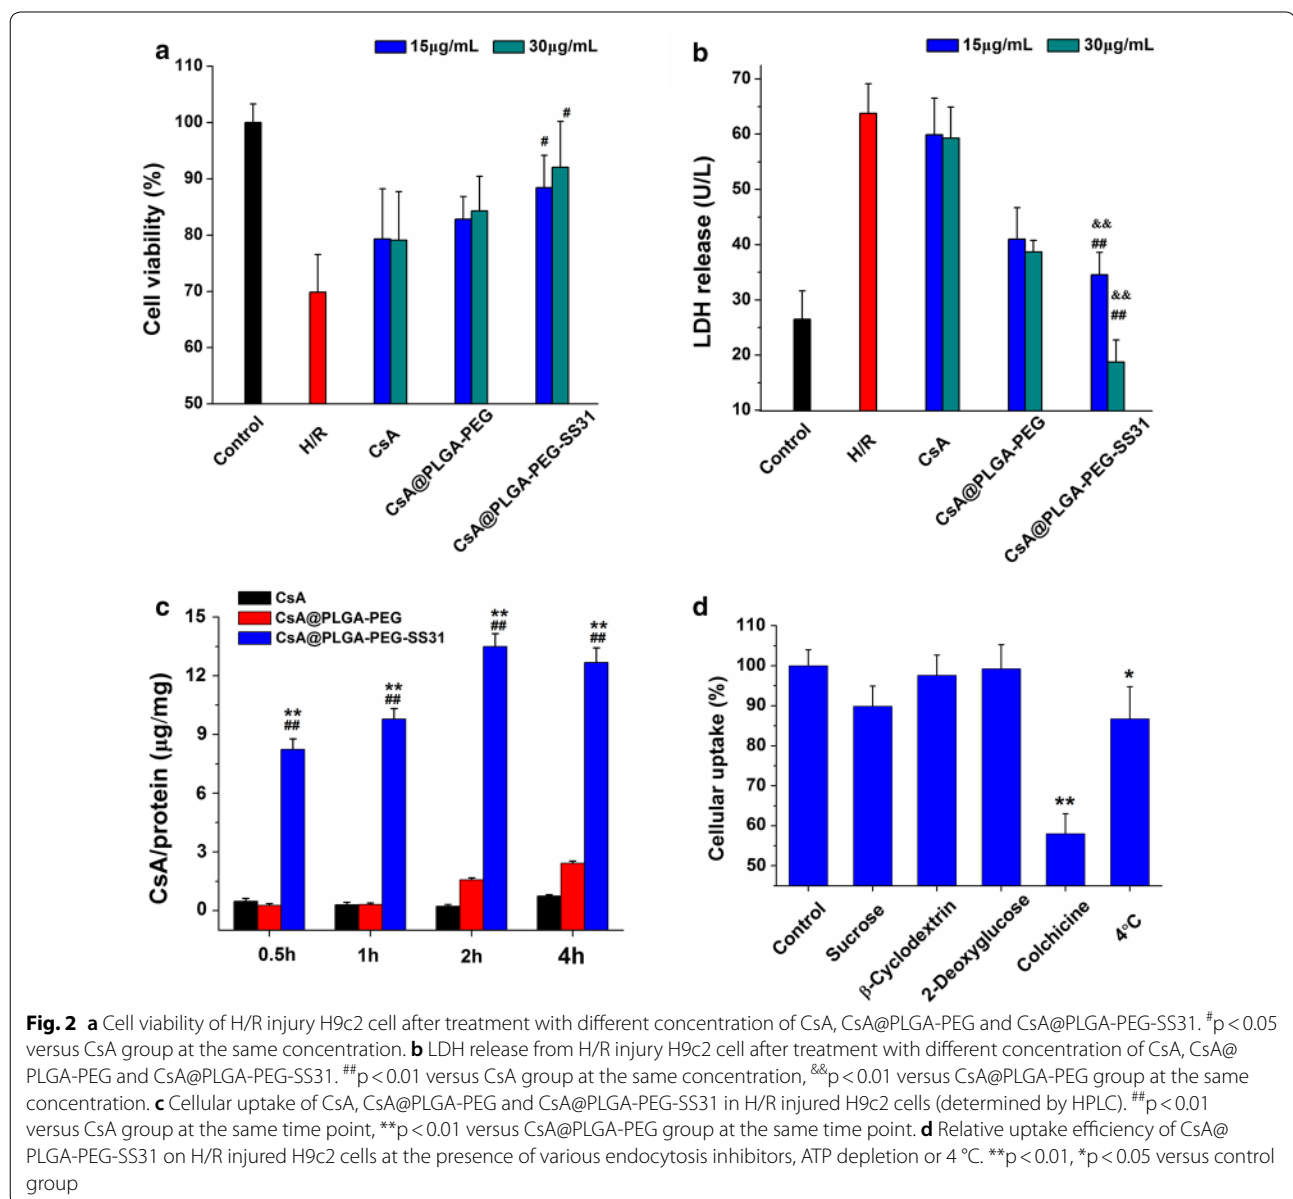 a
15μg/mL 30μg/mL
Cell viability (%)
110
100
90
80
70
60
50
#
#
Control
H/R
CsA
CsA@PLGA-PEG
CsA@PLGA-PEG-SS31
b
15μg/mL 30μg/mL
LDH release (U/L)
70
60
50
40
30
20
10
&&
##
&&
##
Control
H/R
CsA
CsA@PLGA-PEG
CsA@PLGA-PEG-SS31
c
CsA
CsA@PLGA-PEG
CsA@PLGA-PEG-SS31
CsA/protein (μg/mg)
15
12
9
6
3
0
**
##
**
##
**
##
**
##
0.5h 1h 2h 4h
d
Cellular uptake (%)
110
100
90
80
70
60
50
**
*
Control
Sucrose
β-Cyclodextrin
2-Deoxyglucose
Colchicine
4°C
Fig. 2 a Cell viability of H/R injury H9c2 cell after treatment with different concentration of CsA, CsA@PLGA-PEG and CsA@PLGA-PEG-SS31. #p < 0.05
versus CsA group at the same concentration. b LDH release from H/R injury H9c2 cell after treatment with different concentration of CsA, CsA@
PLGA-PEG and CsA@PLGA-PEG-SS31. ##p < 0.01 versus CsA group at the same concentration, &&p < 0.01 versus CsA@PLGA-PEG group at the same
concentration. c Cellular uptake of CsA, CsA@PLGA-PEG and CsA@PLGA-PEG-SS31 in H/R injured H9c2 cells (determined by HPLC). ##p < 0.01
versus CsA group at the same time point, **p < 0.01 versus CsA@PLGA-PEG group at the same time point. d Relative uptake efficiency of CsA@
PLGA-PEG-SS31 on H/R injured H9c2 cells at the presence of various endocytosis inhibitors, ATP depletion or 4 °C. **p < 0.01, *p < 0.05 versus control
group